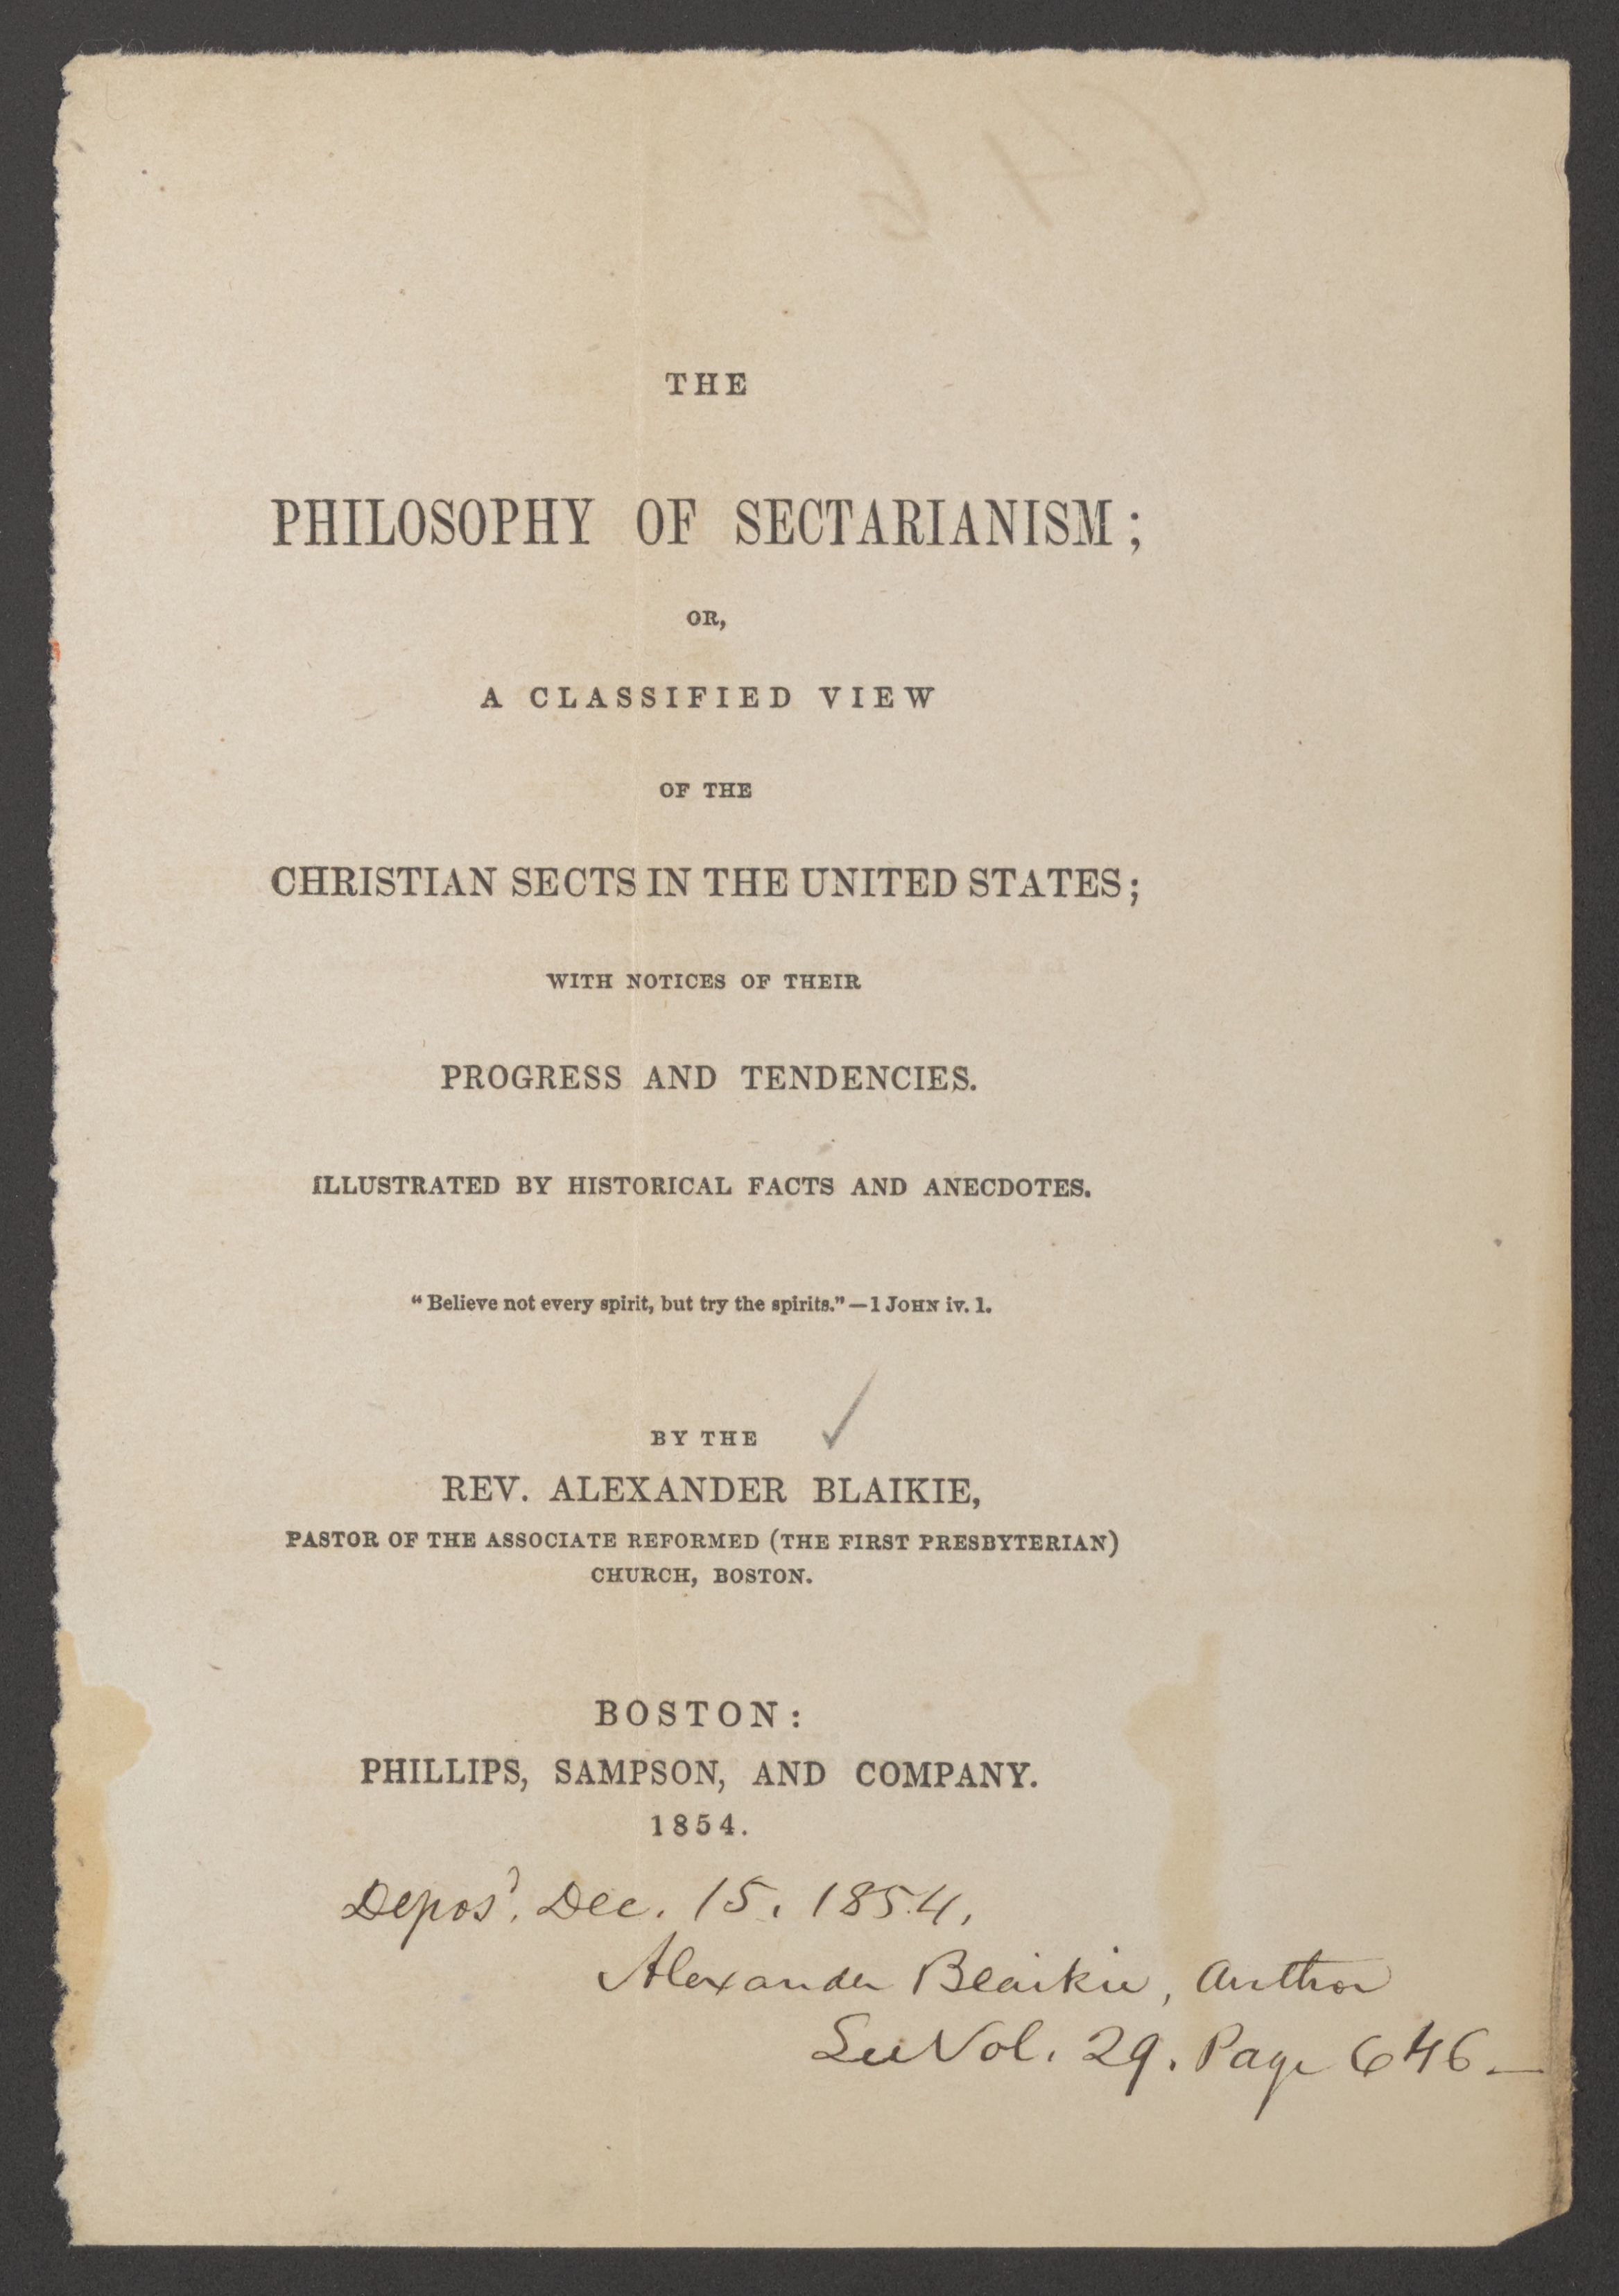 THE
PHILOSOPHY OF SECTARIANISM;
OR,
A CLASSIFIED VIEW
OF THE
CHRISTIAN SECTS IN THE UNITED STATES;
WITH NOTICES OF THEIR
PROGRESS AND TENDENCIES.
ILLUSTRATED BY HISTORICAL FACTS AND ANECDOTES.
"Believe not every spirit, but try the spirits."—1 JOHN iv. 1.
BY THE
REV. ALEXANDER BLAIKIE,
PASTOR OF THE ASSOCIATE REFORMED (THE FIRST PRESBYTERIAN)
CHURCH, BOSTON.
BOSTON:
PHILLIPS, SAMPSON, AND COMPANY.
1854.
Depos'. Dec. 15. 1854,
Alexander Blaikie, Author
See Vol. 29. Page 646—